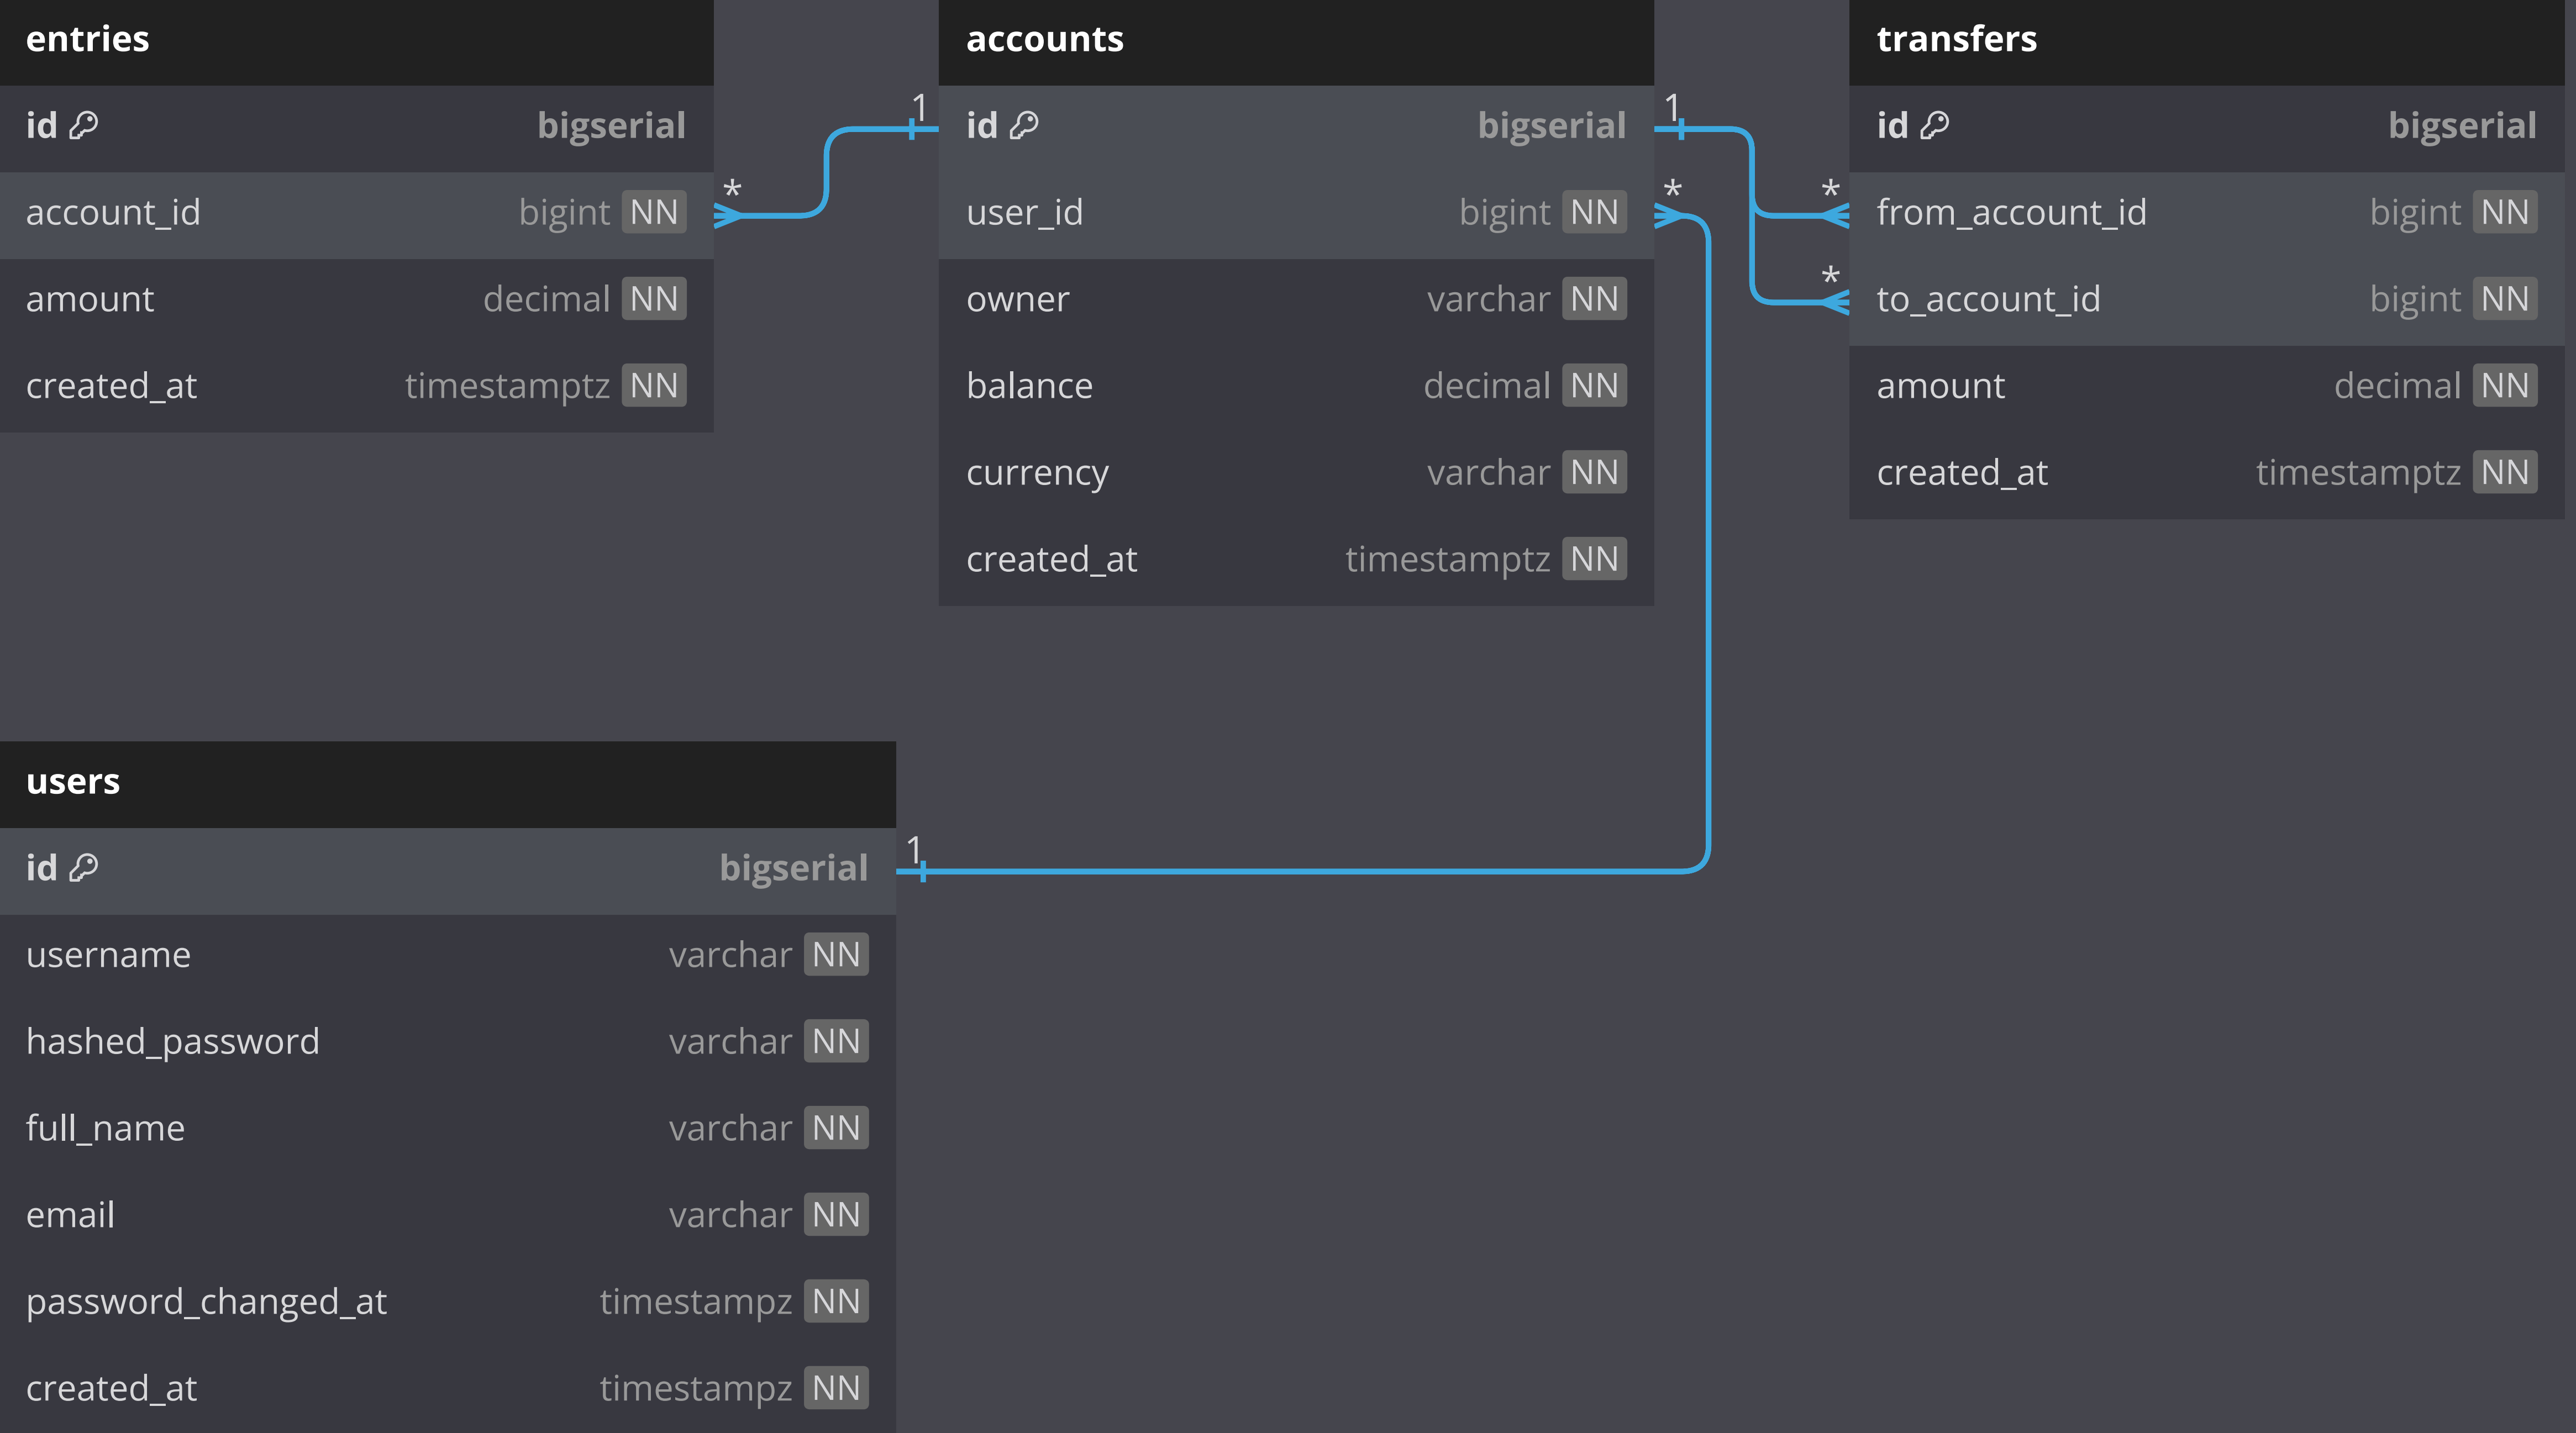 entries
id bigserial
account_id bigint NN
amount decimal NN
created_at timestamptz NN
accounts
1
1
*
*
id bigserial
user_id bigint NN
owner varchar NN
balance decimal NN
currency varchar NN
created_at timestamptz NN
transfers
*
*
id bigserial
from_account_id bigint NN
to_account_id bigint NN
amount decimal NN
created_at timestamptz NN
users
1
id bigserial
username varchar NN
hashed_password varchar NN
full_name varchar NN
email varchar NN
password_changed_at timestampz NN
created_at timestampz NN